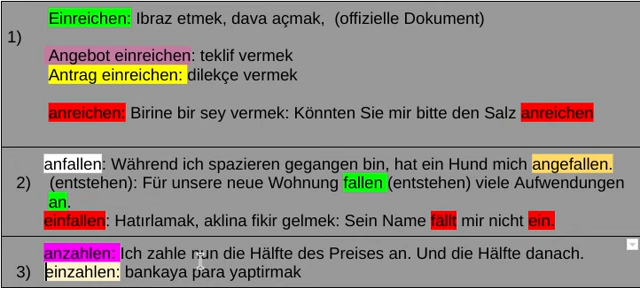 Einreichen: Ibraz etmek, dava açmak, (offizielle Dokument)
1)
Angebot einreichen: teklif vermek
Antrag einreichen: dilekçe vermek
anreichen: Birine bir sey vermek: Könnten Sie mir bitte den Salz anreichen
anfallen: Während ich spazieren gegangen bin, hat ein Hund mich angefallen.
2) (entstehen): Für unsere neue Wohnung fallen (entstehen) viele Aufwendungen
an.
einfallen: Hatırlamak, aklina fikir gelmek: Sein Name fällt mir nicht ein.
anzahlen: Ich zahle nun die Hälfte des Preises an. Und die Hälfte danach.
3) einzahlen: bankaya para yaptirmak